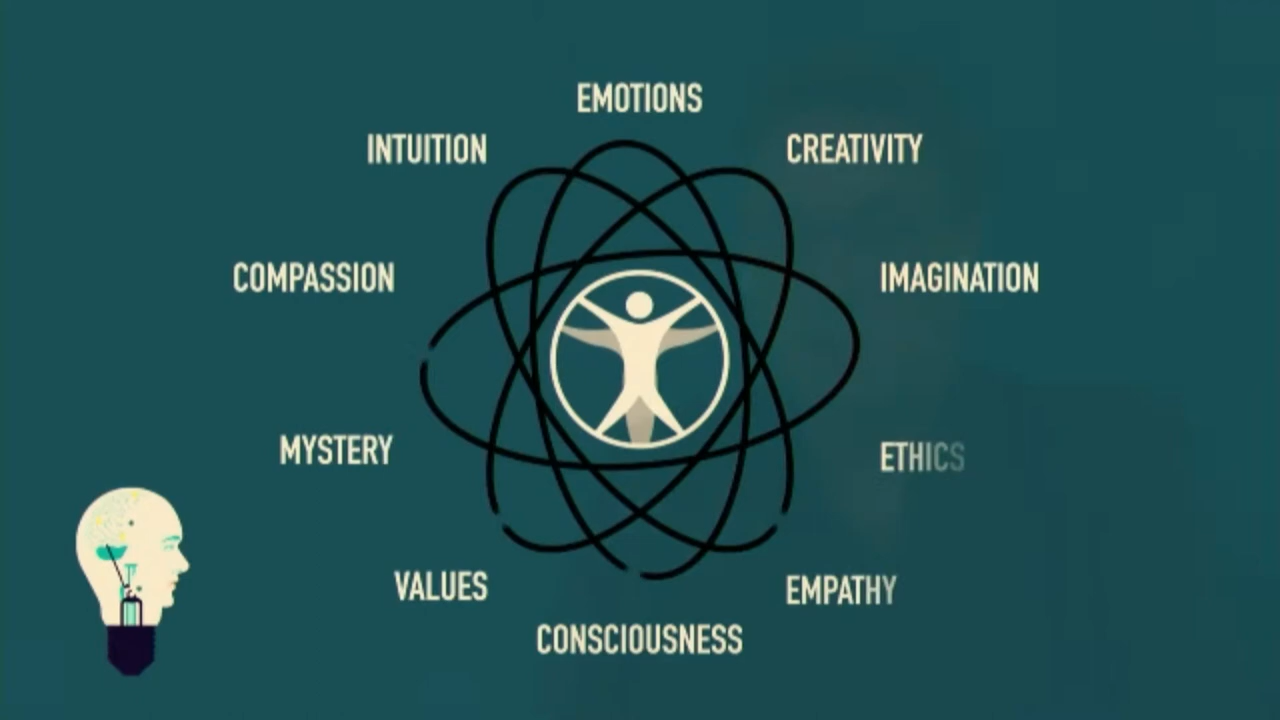 EMOTIONS
INTUITION
CREATIVITY
COMPASSION
IMAGINATION
MYSTERY
ETHICS
VALUES
EMPATHY
CONSCIOUSNESS